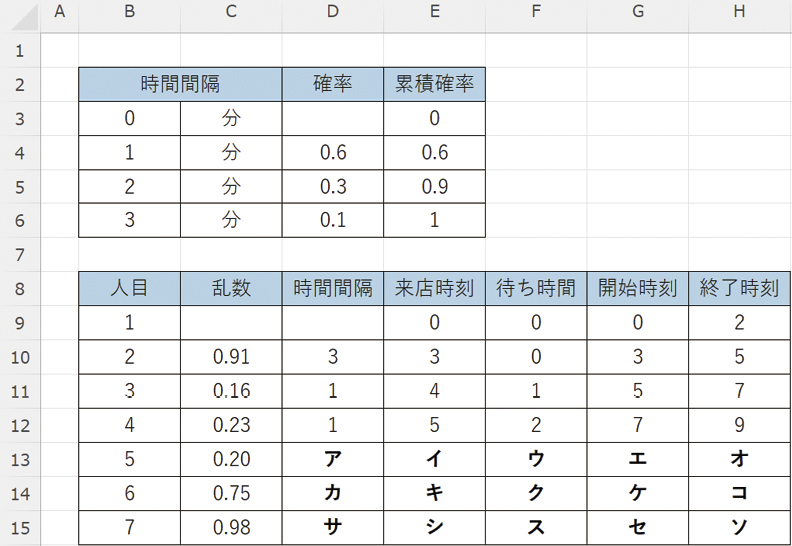 A B C D E F G H
1
2 時間間隔 確率 累積確率
3 0 分 0
4 1 分 0.6 0.6
5 2 分 0.3 0.9
6 3 分 0.1 1
7
8 人目 乱数 時間間隔 来店時刻 待ち時間 開始時刻 終了時刻
9 1 0 0 0 2
10 2 0.91 3 3 0 3 5
11 3 0.16 1 4 1 5 7
12 4 0.23 1 5 2 7 9
13 5 0.20 ア イ ウ エ オ
14 6 0.75 カ キ ク ケ コ
15 7 0.98 サ シ ス セ ソ